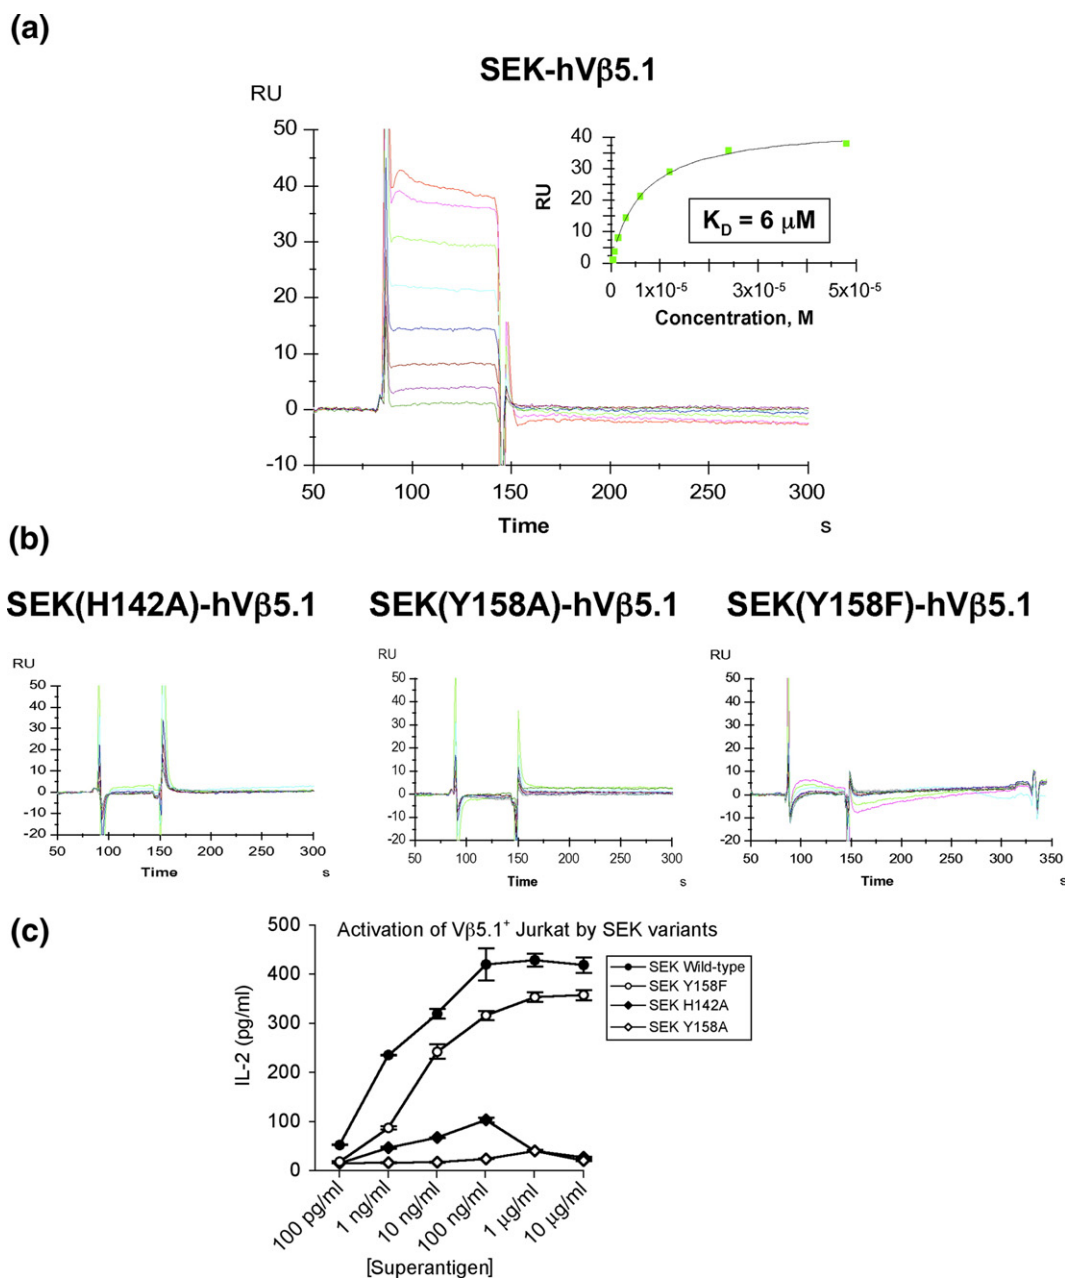 (a)
SEK-hVβ5.1
RU
50
40
30
20
10
0
-10
50 100 150 200 250 300
Time s
RU
40
30
20
10
0
K_D = 6 μM
0 1x10⁻⁵ 3x10⁻⁵ 5x10⁻⁵
Concentration, M
(b)
SEK(H142A)-hVβ5.1
RU
50
40
30
20
10
0
-10
-20
50 100 150 200 250 300
Time s
SEK(Y158A)-hVβ5.1
RU
50
40
30
20
10
0
-10
-20
50 100 150 200 250 300
Time s
SEK(Y158F)-hVβ5.1
RU
50
40
30
20
10
0
-10
-20
50 100 150 200 250 300 345
Time s
(c)
Activation of Vβ5.1⁺ Jurkat by SEK variants
IL-2 (pg/ml)
500
400
300
200
100
0
SEK Wild-type
SEK Y158F
SEK H142A
SEK Y158A
100 pg/ml
1 ng/ml
10 ng/ml
100 ng/ml
1 μg/ml
10 μg/ml
[Superantigen]